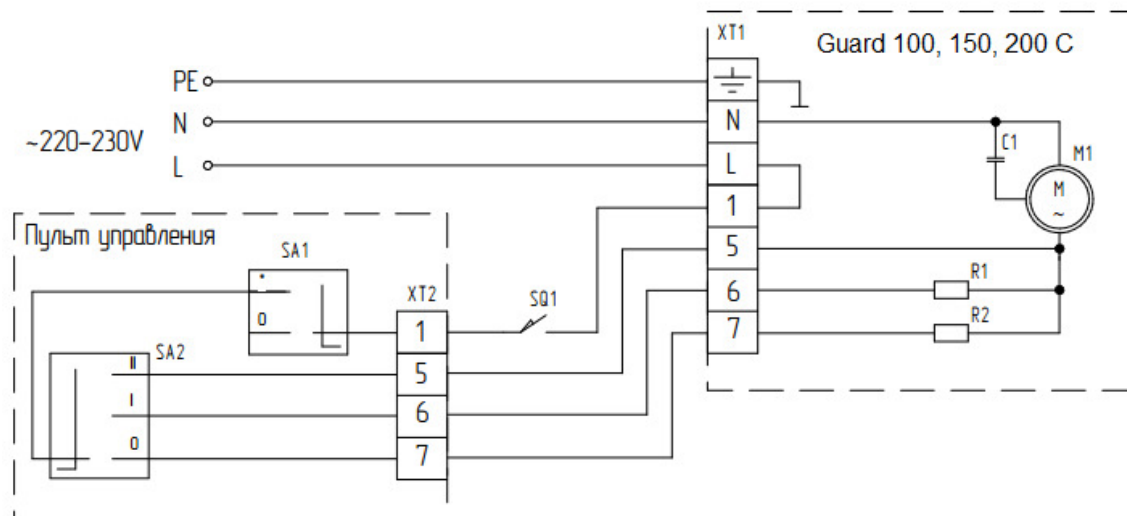 XT1
Guard 100, 150, 200 C
PE
N
~220-230V
L
N
L
1
5
6
7
C1
M1
M
~
R1
R2
Пульт управления
SA1
*
0
XT2
SQ1
1
5
6
7
SA2
II
I
0